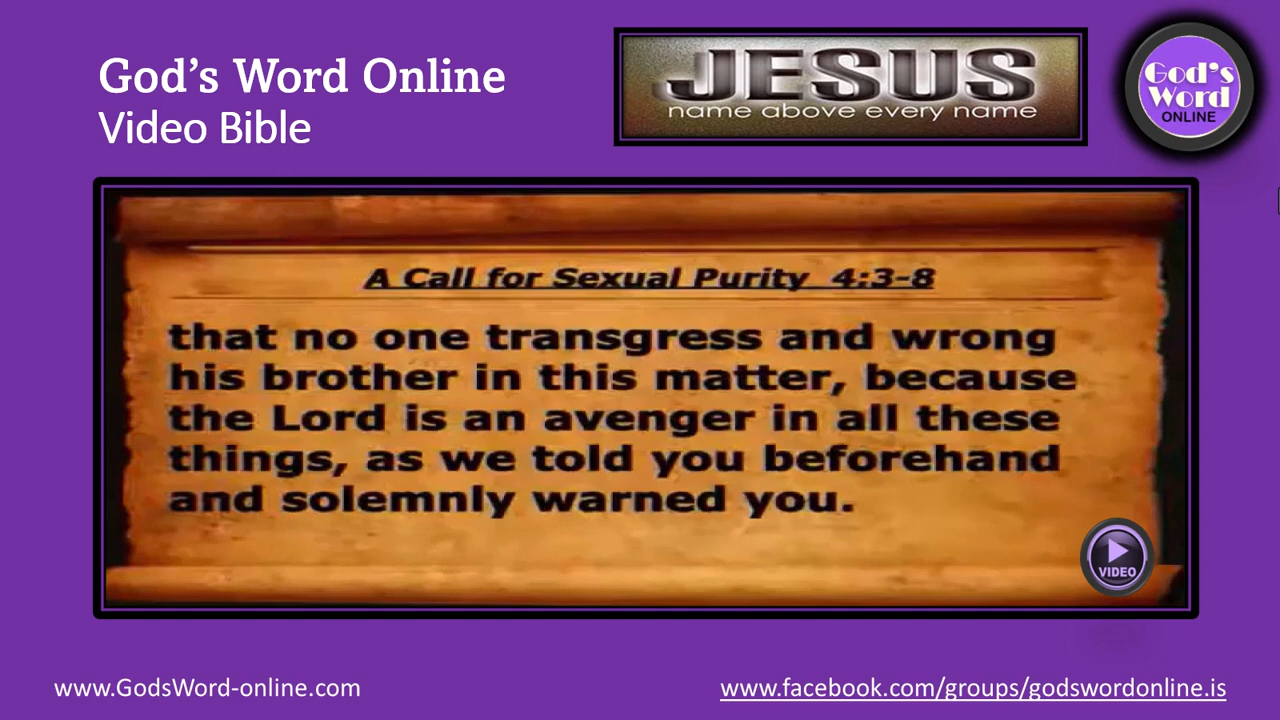 God's Word Online
Video Bible
JESUS
name above every name
God's
Word
ONLINE
A Call for Sexual Purity 4:3-8
that no one transgress and wrong
his brother in this matter, because
the Lord is an avenger in all these
things, as we told you beforehand
and solemnly warned you.
VIDEO
www.GodsWord-online.com
www.facebook.com/groups/godswordonline.is